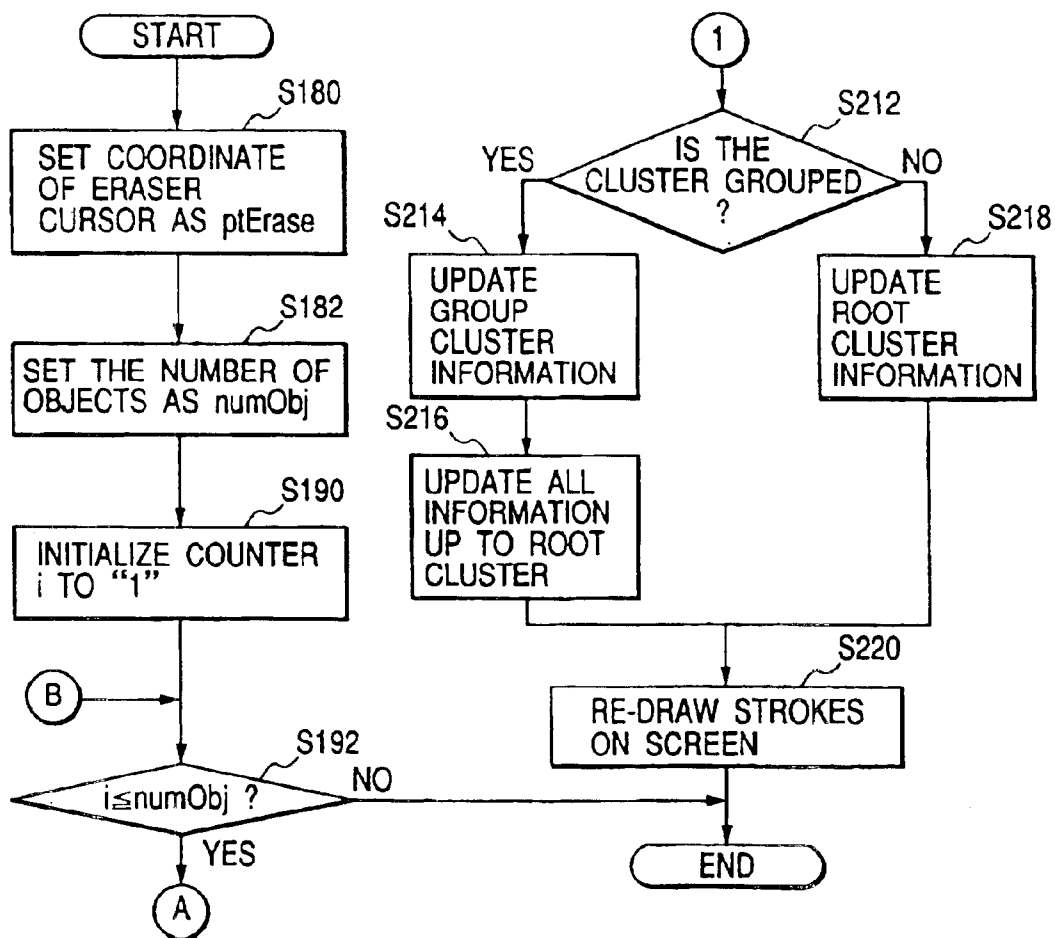 START
S180
SET COORDINATE
OF ERASER
CURSOR AS ptErase
S182
SET THE NUMBER OF
OBJECTS AS numObj
S190
INITIALIZE COUNTER
i TO “1”
B
S192
i≦numObj ?
NO
YES
A
1
S212
IS THE
CLUSTER GROUPED
?
YES
NO
S214
UPDATE
GROUP
CLUSTER
INFORMATION
S218
UPDATE
ROOT
CLUSTER
INFORMATION
S216
UPDATE ALL
INFORMATION
UP TO ROOT
CLUSTER
S220
RE-DRAW STROKES
ON SCREEN
END